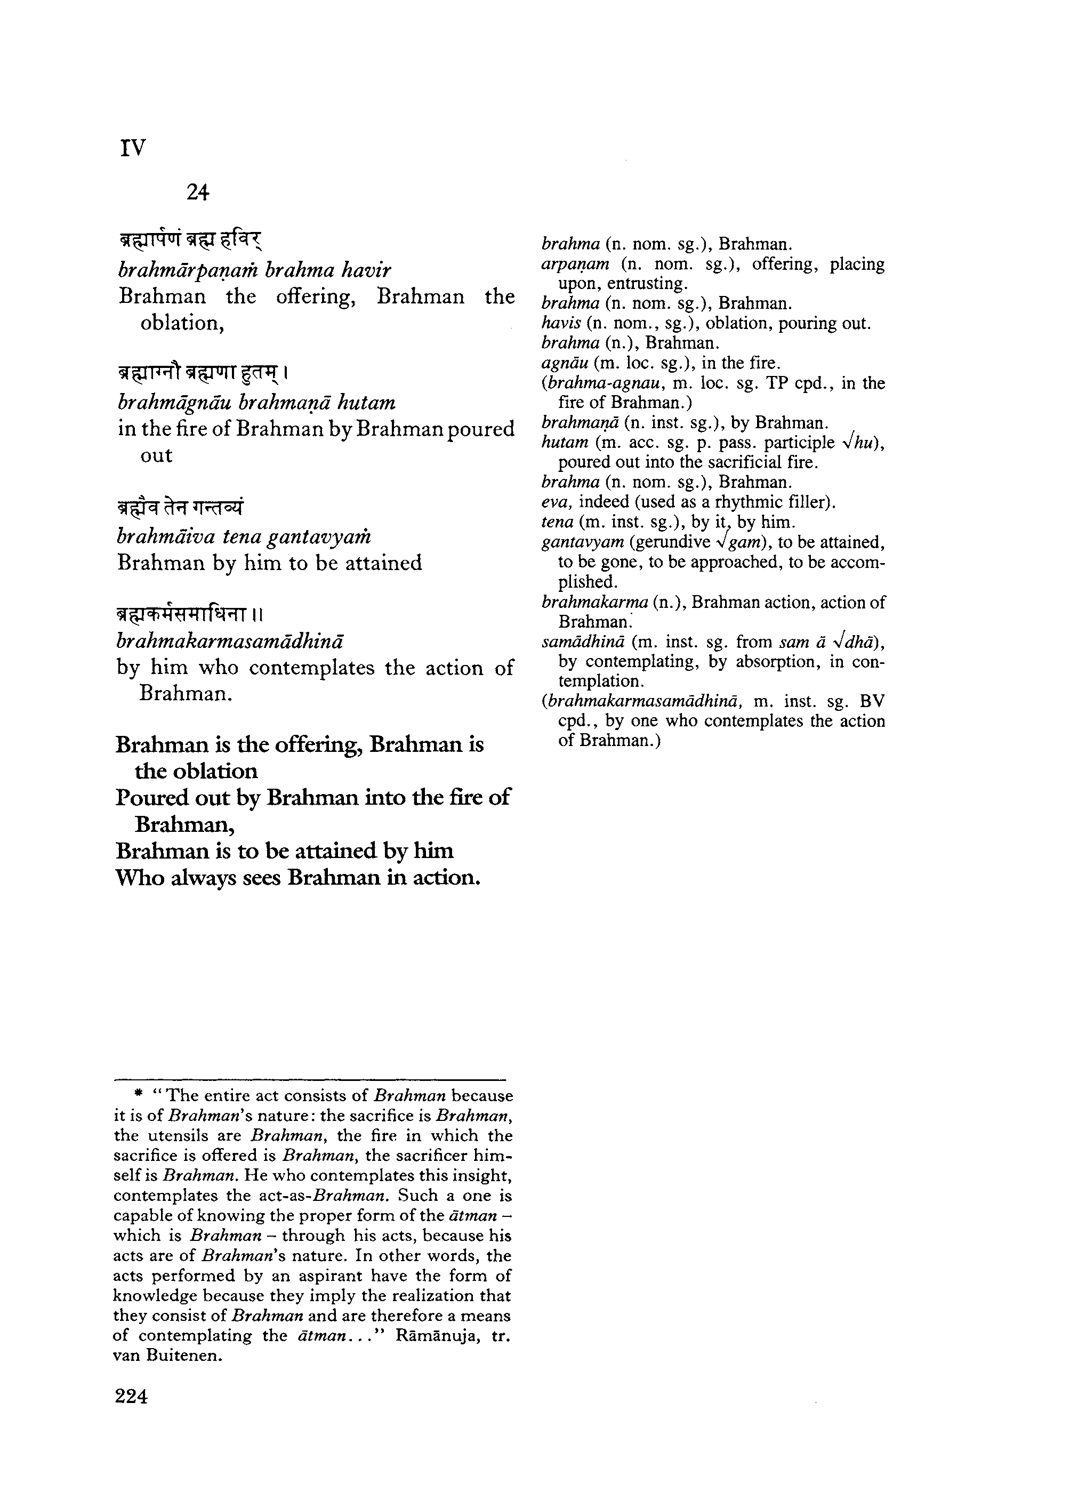 IV
24
ब्रह्मार्पणं ब्रह्म हविर्
brahmārpaṇaṁ brahma havir
Brahman the offering, Brahman the
oblation,
ब्रह्माग्नौ ब्रह्मणा हुतम् ।
brahmāgnāu brahmaṇā hutam
in the fire of Brahman by Brahman poured
out
ब्रह्मैव तेन गन्तव्यं
brahmāiva tena gantavyaṁ
Brahman by him to be attained
ब्रह्मकर्मसमाधिना ।।
brahmakarmasamādhinā
by him who contemplates the action of
Brahman.
Brahman is the offering, Brahman is
the oblation
Poured out by Brahman into the fire of
Brahman,
Brahman is to be attained by him
Who always sees Brahman in action.
brahma (n. nom. sg.), Brahman.
arpaṇam (n. nom. sg.), offering, placing
upon, entrusting.
brahma (n. nom. sg.), Brahman.
havis (n. nom., sg.), oblation, pouring out.
brahma (n.), Brahman.
agnāu (m. loc. sg.), in the fire.
(brahma-agnau, m. loc. sg. TP cpd., in the
fire of Brahman.)
brahmaṇā (n. inst. sg.), by Brahman.
hutam (m. acc. sg. p. pass. participle √hu),
poured out into the sacrificial fire.
brahma (n. nom. sg.), Brahman.
eva, indeed (used as a rhythmic filler).
tena (m. inst. sg.), by it, by him.
gantavyam (gerundive √gam), to be attained,
to be gone, to be approached, to be accom-
plished.
brahmakarma (n.), Brahman action, action of
Brahman.
samādhinā (m. inst. sg. from sam ā √dhā),
by contemplating, by absorption, in con-
templation.
(brahmakarmasamādhinā, m. inst. sg. BV
cpd., by one who contemplates the action
of Brahman.)
* “The entire act consists of Brahman because
it is of Brahman's nature: the sacrifice is Brahman,
the utensils are Brahman, the fire in which the
sacrifice is offered is Brahman, the sacrificer him-
self is Brahman. He who contemplates this insight,
contemplates the act-as-Brahman. Such a one is
capable of knowing the proper form of the ātman –
which is Brahman – through his acts, because his
acts are of Brahman's nature. In other words, the
acts performed by an aspirant have the form of
knowledge because they imply the realization that
they consist of Brahman and are therefore a means
of contemplating the ātman...” Rāmānuja, tr.
van Buitenen.
224